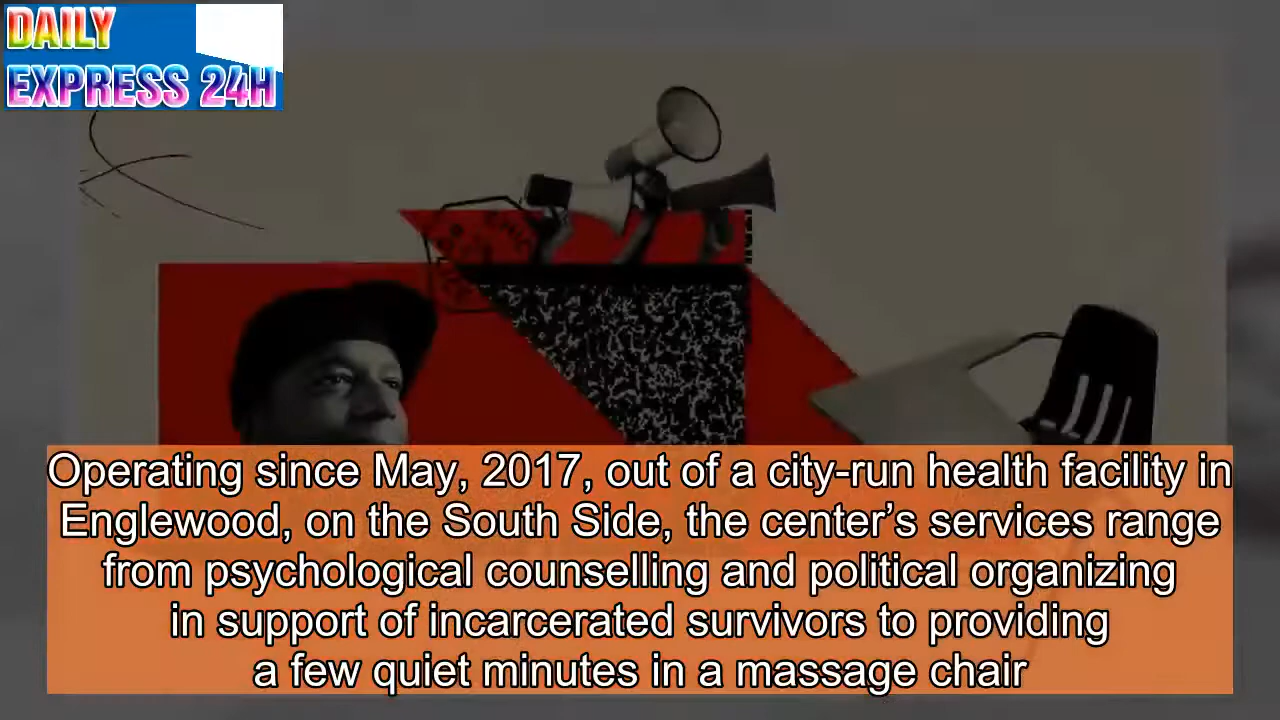 DAILY
EXPRESS 24H
Operating since May, 2017, out of a city-run health facility in
Englewood, on the South Side, the center’s services range
from psychological counselling and political organizing
in support of incarcerated survivors to providing
a few quiet minutes in a massage chair